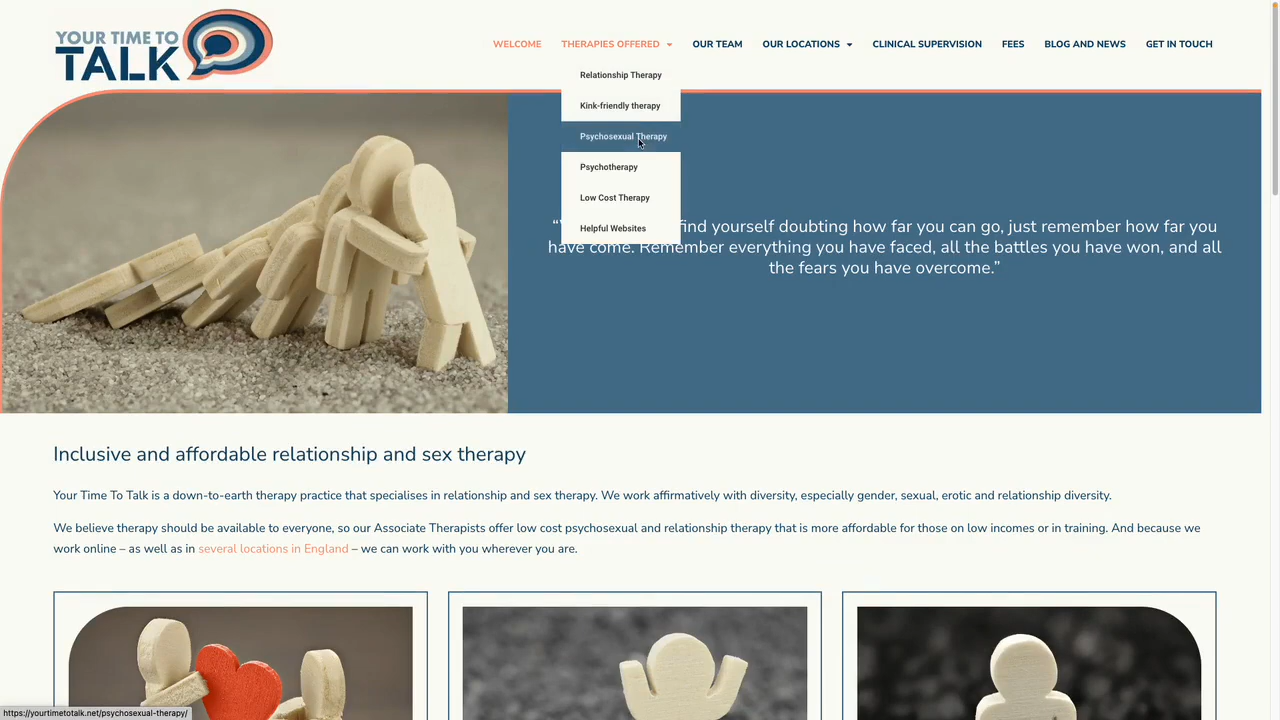 YOUR TIME TO
TALK
WELCOME
THERAPIES OFFERED
OUR TEAM
OUR LOCATIONS
CLINICAL SUPERVISION
FEES
BLOG AND NEWS
GET IN TOUCH
Relationship Therapy
Kink-friendly therapy
Psychosexual Therapy
Psychotherapy
Low Cost Therapy
Helpful Websites
find yourself doubting how far you can go, just remember how far you
have come. Remember everything you have faced, all the battles you have won, and all
the fears you have overcome.”
Inclusive and affordable relationship and sex therapy
Your Time To Talk is a down-to-earth therapy practice that specialises in relationship and sex therapy. We work affirmatively with diversity, especially gender, sexual, erotic and relationship diversity.
We believe therapy should be available to everyone, so our Associate Therapists offer low cost psychosexual and relationship therapy that is more affordable for those on low incomes or in training. And because we
work online – as well as in several locations in England – we can work with you wherever you are.
https://yourtimetotalk.net/psychosexual-therapy/